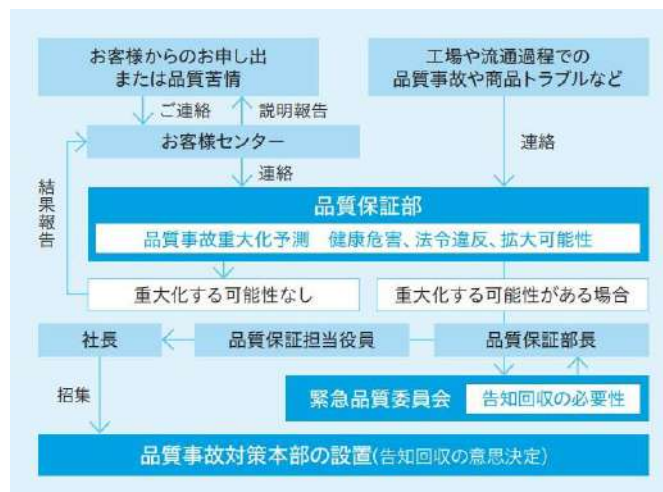 お客様からのお申し出
または品質苦情
工場や流通過程での
品質事故や商品トラブルなど
ご連絡
説明報告
お客様センター
連絡
連絡
結果報告
品質保証部
品質事故重大化予測 健康危害、法令違反、拡大可能性
重大化する可能性なし
重大化する可能性がある場合
社長
品質保証担当役員
品質保証部長
招集
緊急品質委員会
告知回収の必要性
品質事故対策本部の設置(告知回収の意思決定)